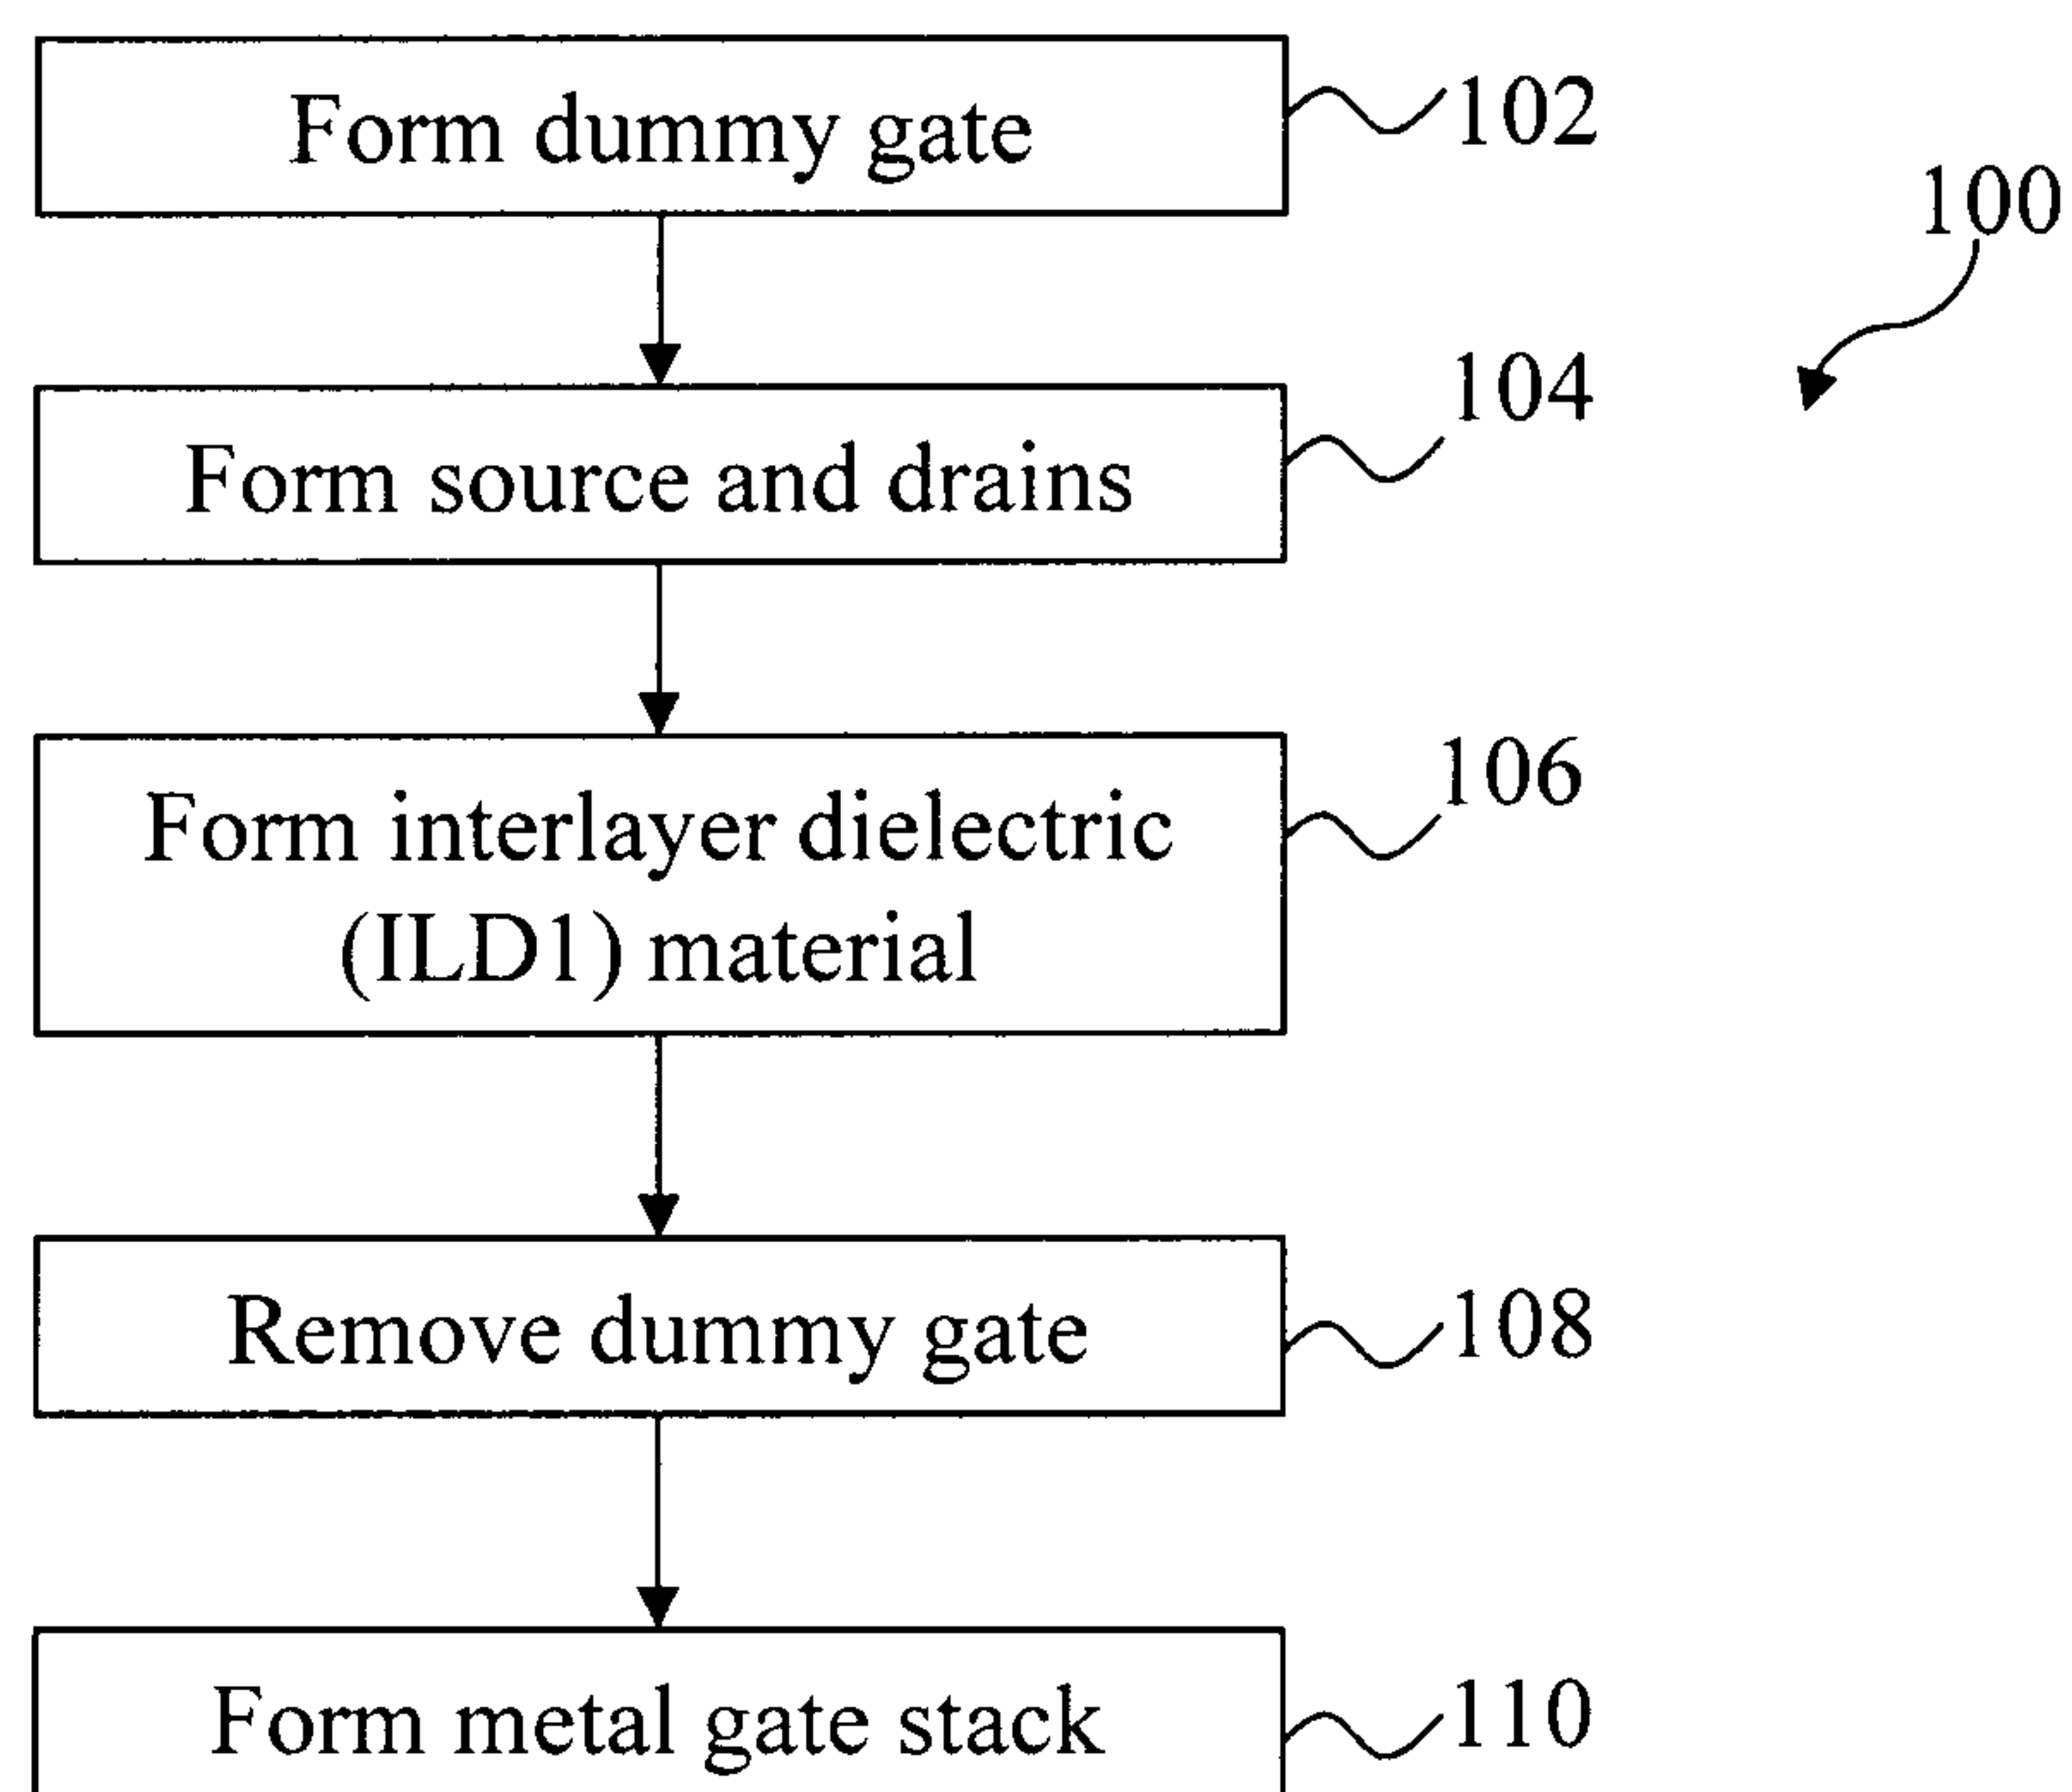 Form dummy gate
102
100
Form source and drains
104
Form interlayer dielectric
(ILD1) material
106
Remove dummy gate
108
Form metal gate stack
110